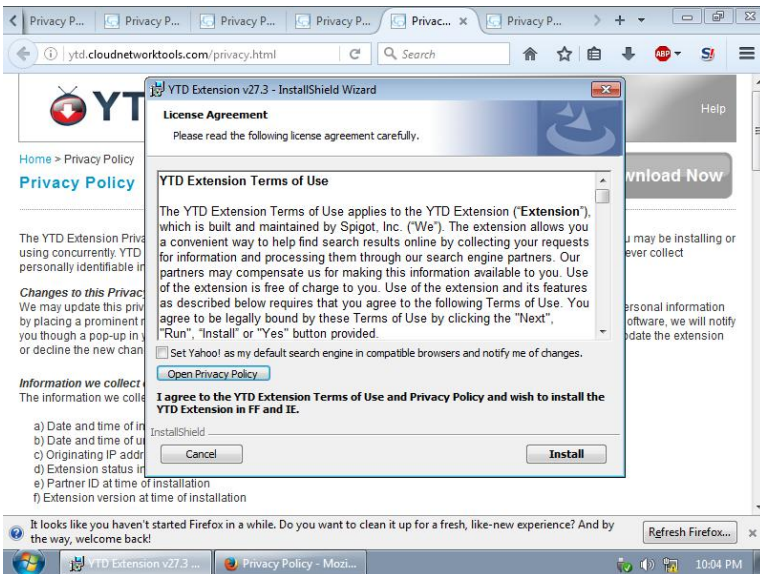 Privacy P...
Privacy P...
Privacy P...
Privacy P...
Privac...
Privacy P...
ytd.cloudnetworktools.com/privacy.html
Search
ABP
YTD Extension v27.3 - InstallShield Wizard
License Agreement
Please read the following license agreement carefully.
YT
Help
Home > Privacy Policy
Privacy Policy
wnload Now
YTD Extension Terms of Use
The YTD Extension Terms of Use applies to the YTD Extension ("Extension"),
which is built and maintained by Spigot, Inc. ("We"). The extension allows you
a convenient way to help find search results online by collecting your requests
for information and processing them through our search engine partners. Our
partners may compensate us for making this information available to you. Use
of the extension is free of charge to you. Use of the extension and its features
as described below requires that you agree to the following Terms of Use. You
agree to be legally bound by these Terms of Use by clicking the "Next",
"Run", "Install" or "Yes" button provided.
Set Yahoo! as my default search engine in compatible browsers and notify me of changes.
Open Privacy Policy
I agree to the YTD Extension Terms of Use and Privacy Policy and wish to install the
YTD Extension in FF and IE.
InstallShield
Cancel
Install
The YTD Extension Priva
u may be installing or
using concurrently. YTD
ever collect
personally identifiable in
Changes to this Privac
We may update this priv
ersonal information
by placing a prominent r
oftware, we will notify
you though a pop-up in y
pdate the extension
or decline the new chan
Information we collect
The information we colle
a) Date and time of in
b) Date and time of u
c) Originating IP addr
d) Extension status in
e) Partner ID at time of installation
f) Extension version at time of installation
It looks like you haven't started Firefox in a while. Do you want to clean it up for a fresh, like-new experience? And by
the way, welcome back!
Refresh Firefox...
YTD Extension v27.3 ...
Privacy Policy - Mozi...
10:04 PM